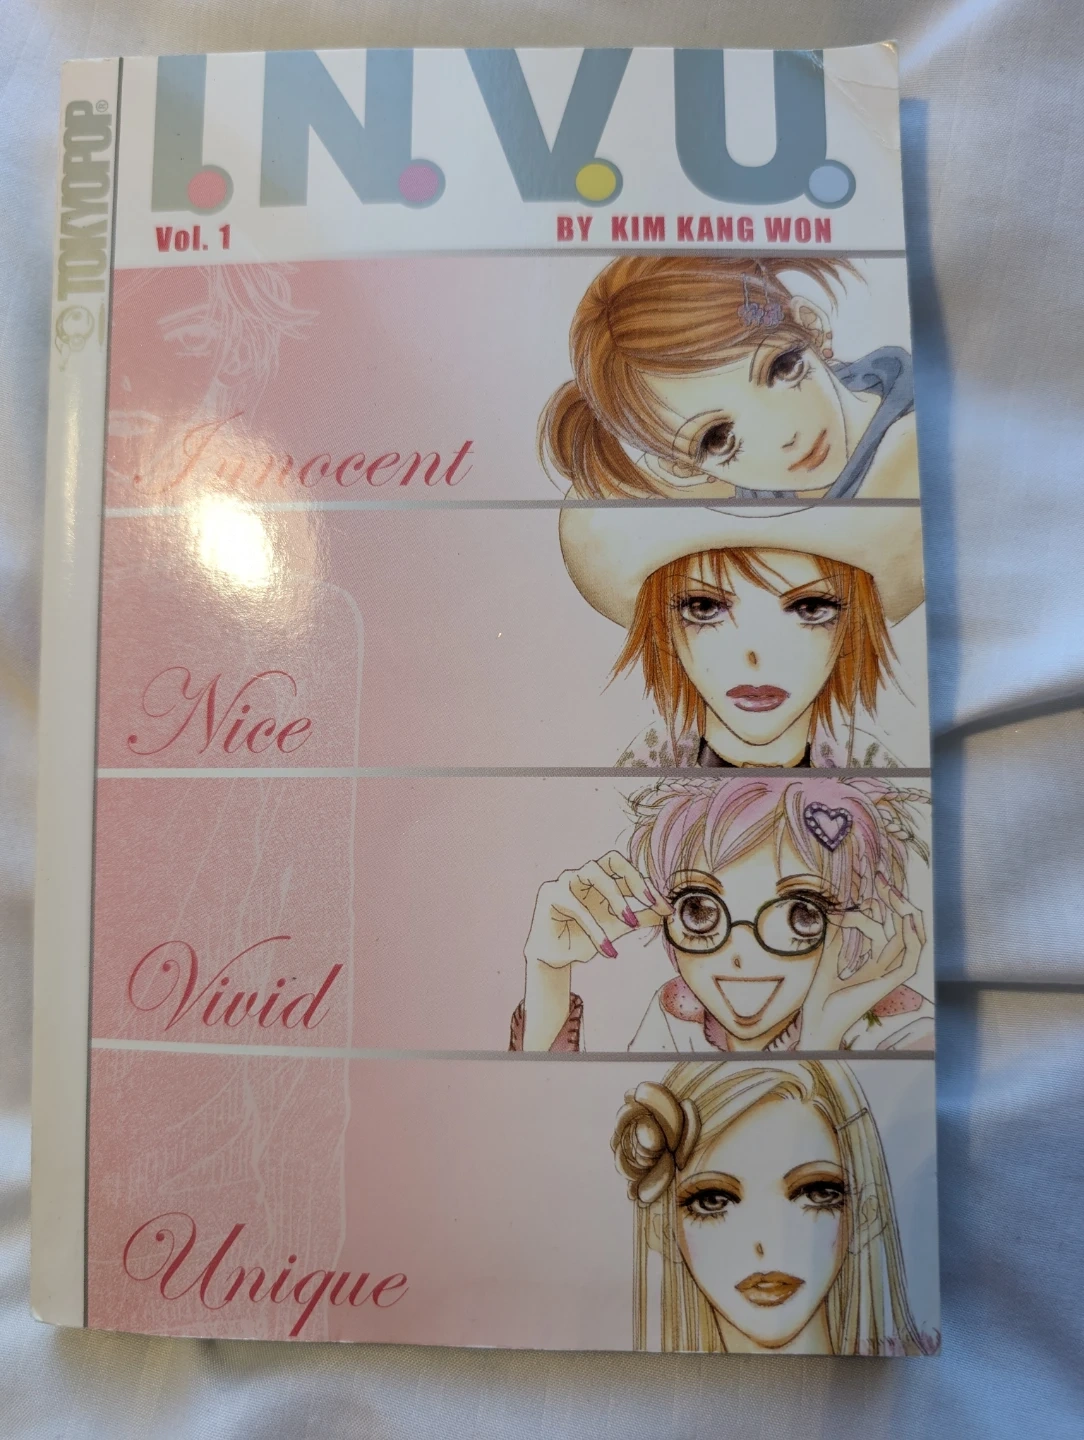 I.N.V.U.
Vol. 1
BY KIM KANG WON
TOKYOPOP®
Innocent
Nice
Vivid
Unique